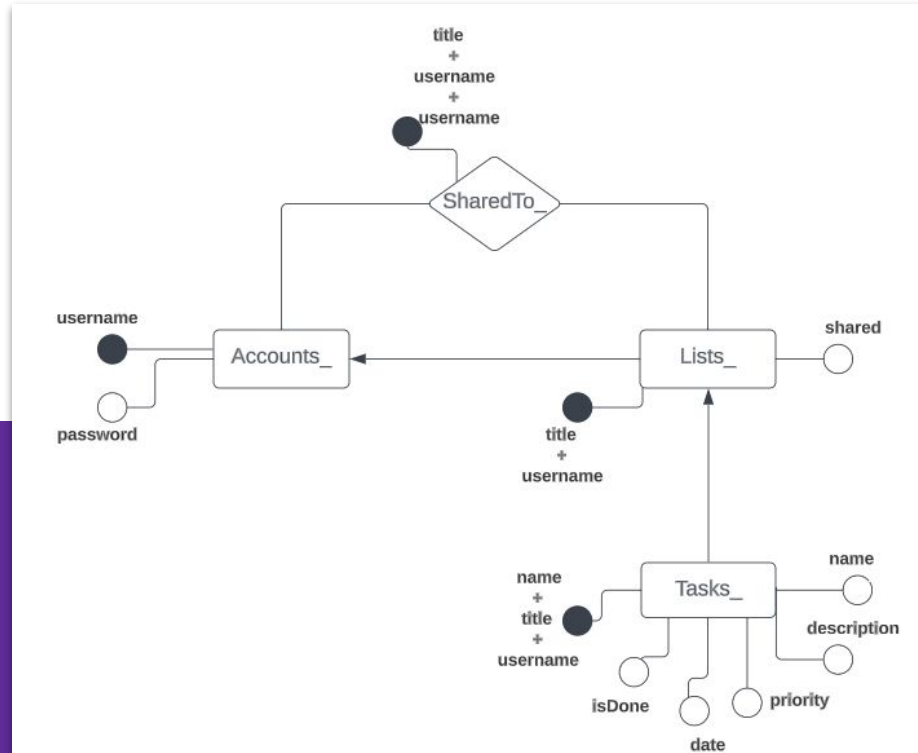 title
+
username
+
username
SharedTo_
username
Accounts_
password
Lists_
shared
title
+
username
name
+
title
+
username
Tasks_
name
description
isDone
priority
date